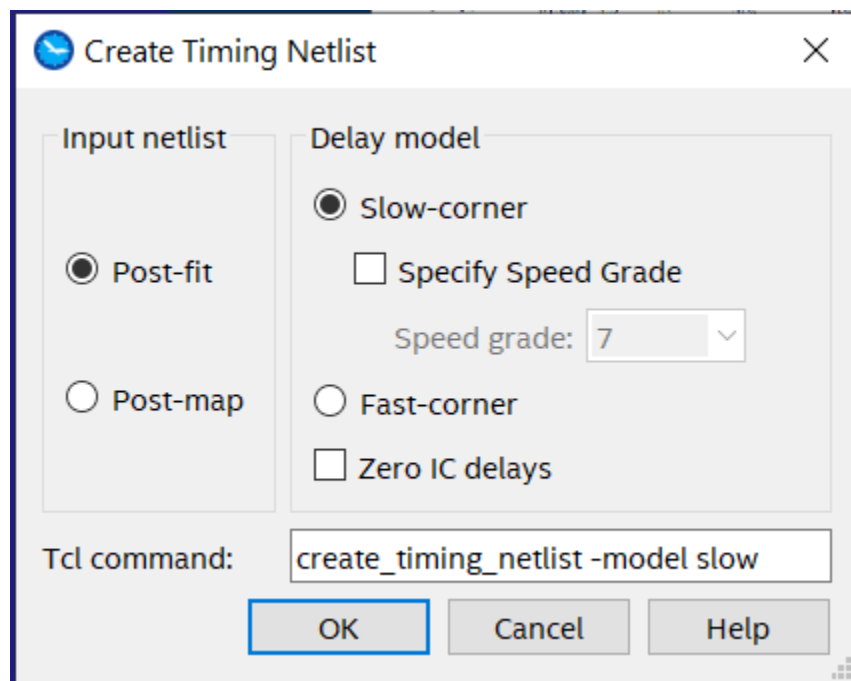 Create Timing Netlist
Input netlist
Post-fit
Post-map
Delay model
Slow-corner
Specify Speed Grade
Speed grade: 7
Fast-corner
Zero IC delays
Tcl command: create_timing_netlist -model slow
OK Cancel Help